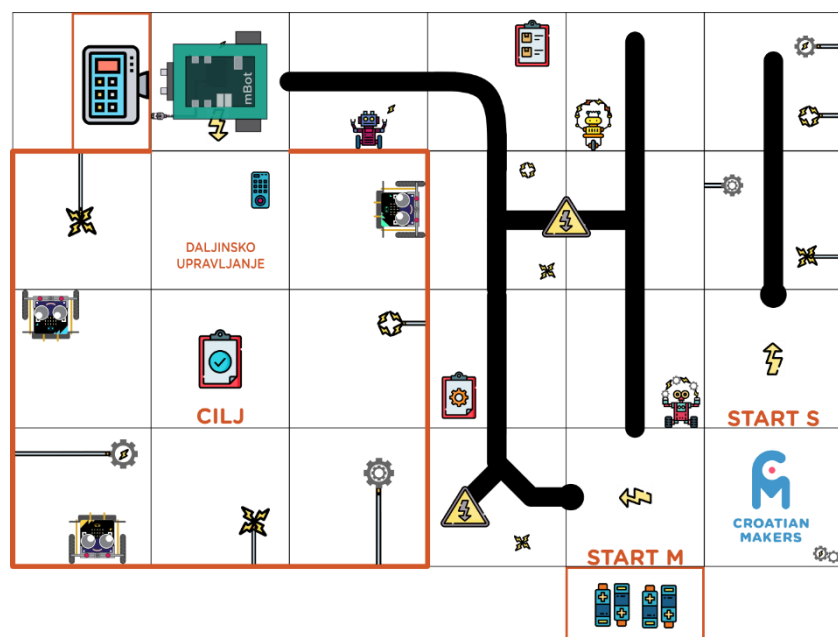 mBot
DALJINSKO
UPRAVLJANJE
CILJ
START S
START M
CROATIAN
MAKERS